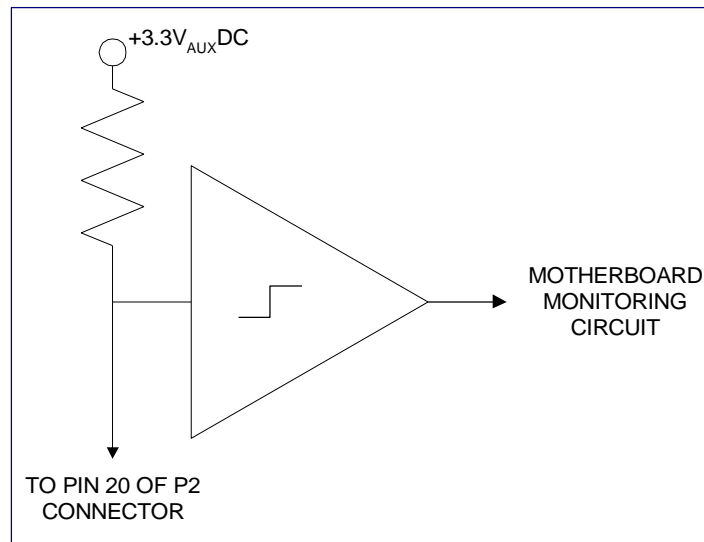 +3.3VAUXDC
MOTHERBOARD
MONITORING
CIRCUIT
TO PIN 20 OF P2
CONNECTOR